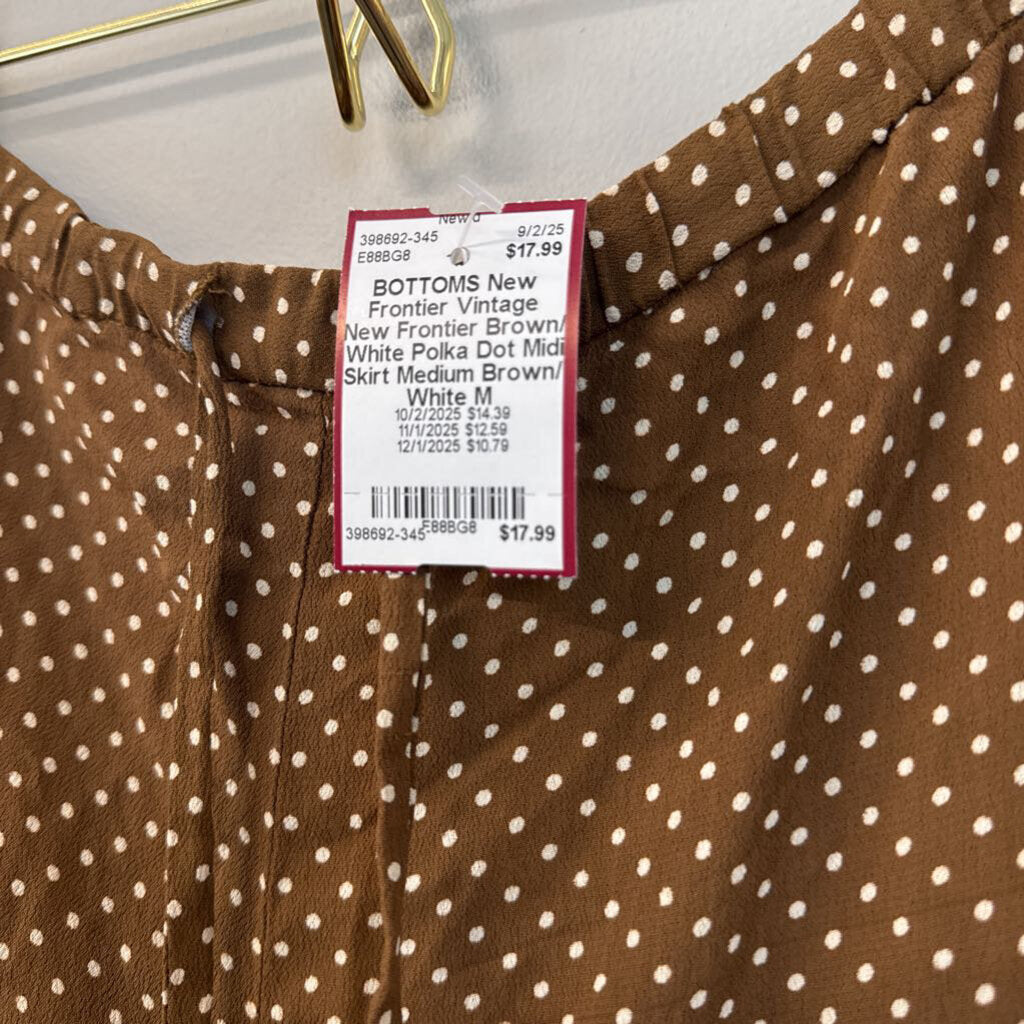 New
398692-345 9/2/25
E88BG8 $17.99
BOTTOMS New
Frontier Vintage
New Frontier Brown/
White Polka Dot Midi
Skirt Medium Brown/
White M
10/2/2025 $14.39
11/1/2025 $12.59
12/1/2025 $10.79
398692-345 E88BG8 $17.99